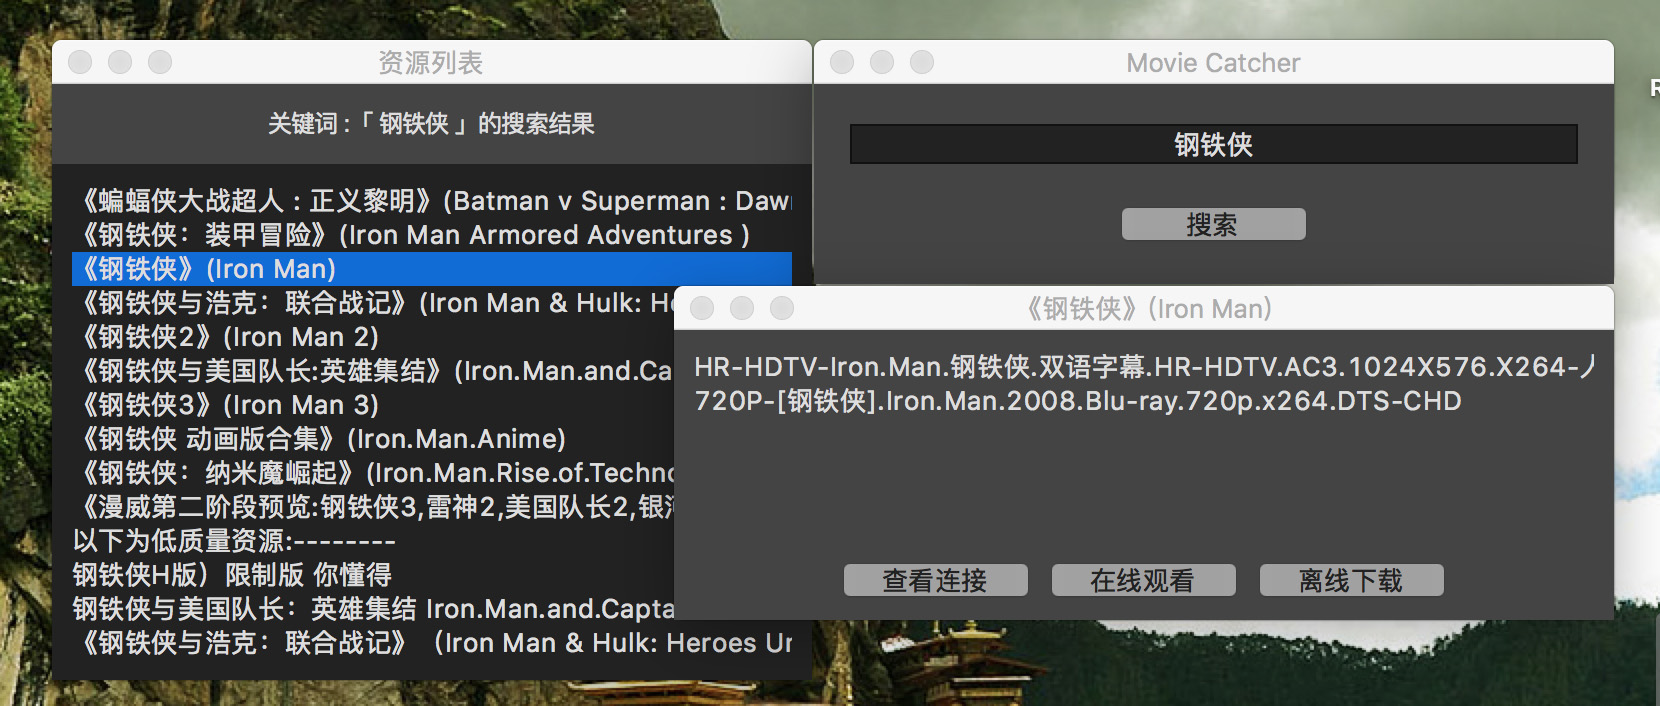 资源列表
关键词 :「 钢铁侠 」的搜索结果
《蝙蝠侠大战超人 : 正义黎明》(Batman v Superman : Daw
《钢铁侠：装甲冒险》(Iron Man Armored Adventures )
《钢铁侠》(Iron Man)
《钢铁侠与浩克：联合战记》(Iron Man & Hulk: H
《钢铁侠2》(Iron Man 2)
《钢铁侠与美国队长:英雄集结》(Iron.Man.and.Ca
《钢铁侠3》(Iron Man 3)
《钢铁侠 动画版合集》(Iron.Man.Anime)
《钢铁侠：纳米魔崛起》(Iron.Man.Rise.of.Techno
《漫威第二阶段预览:钢铁侠3,雷神2,美国队长2,银河
以下为低质量资源:--------
钢铁侠H版）限制版 你懂得
钢铁侠与美国队长：英雄集结 Iron.Man.and.Capta
《钢铁侠与浩克：联合战记》（Iron Man & Hulk: Heroes Un
Movie Catcher
钢铁侠
搜索
《钢铁侠》(Iron Man)
HR-HDTV-Iron.Man.钢铁侠.双语字幕.HR-HDTV.AC3.1024X576.X264-
720P-[钢铁侠].Iron.Man.2008.Blu-ray.720p.x264.DTS-CHD
查看连接
在线观看
离线下载